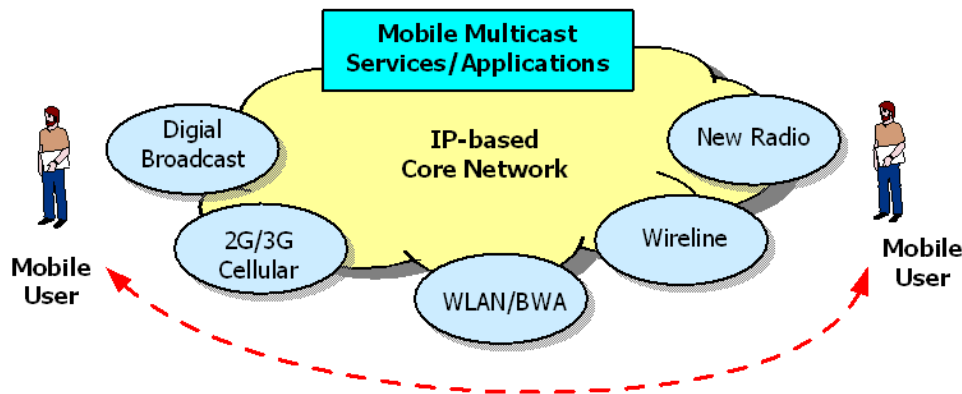 Mobile Multicast
Services/Applications
Digial
Broadcast
IP-based
Core Network
New Radio
2G/3G
Cellular
Wireline
WLAN/BWA
Mobile
User
Mobile
User